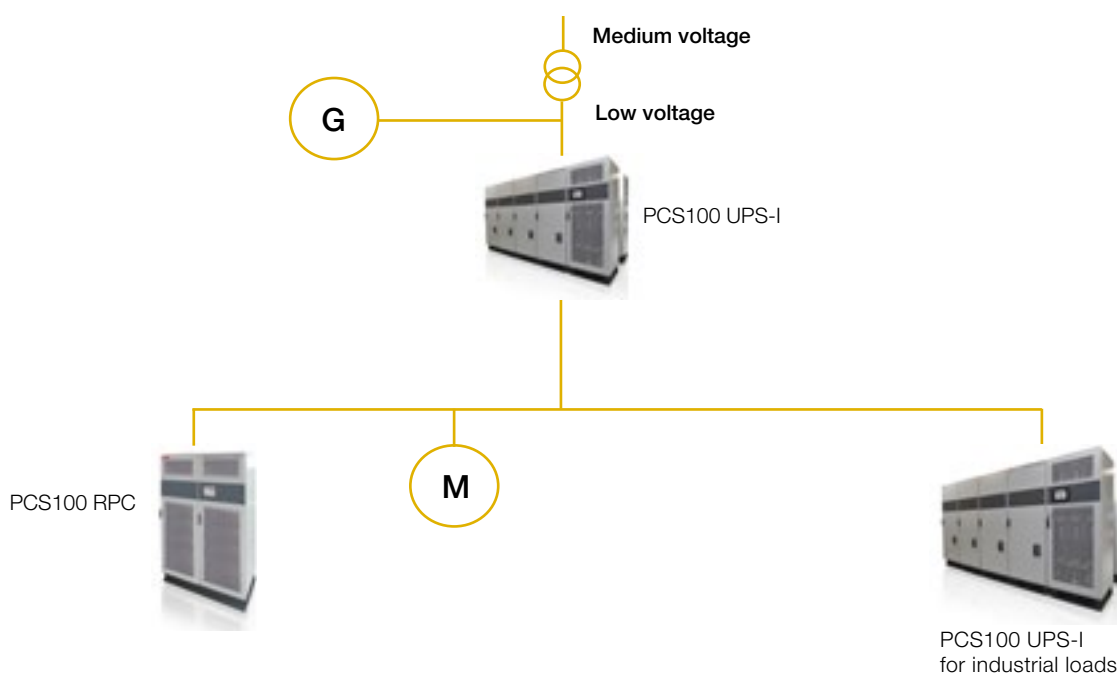 Medium voltage
G
Low voltage
PCS100 UPS-I
PCS100 RPC
M
PCS100 UPS-I
for industrial loads